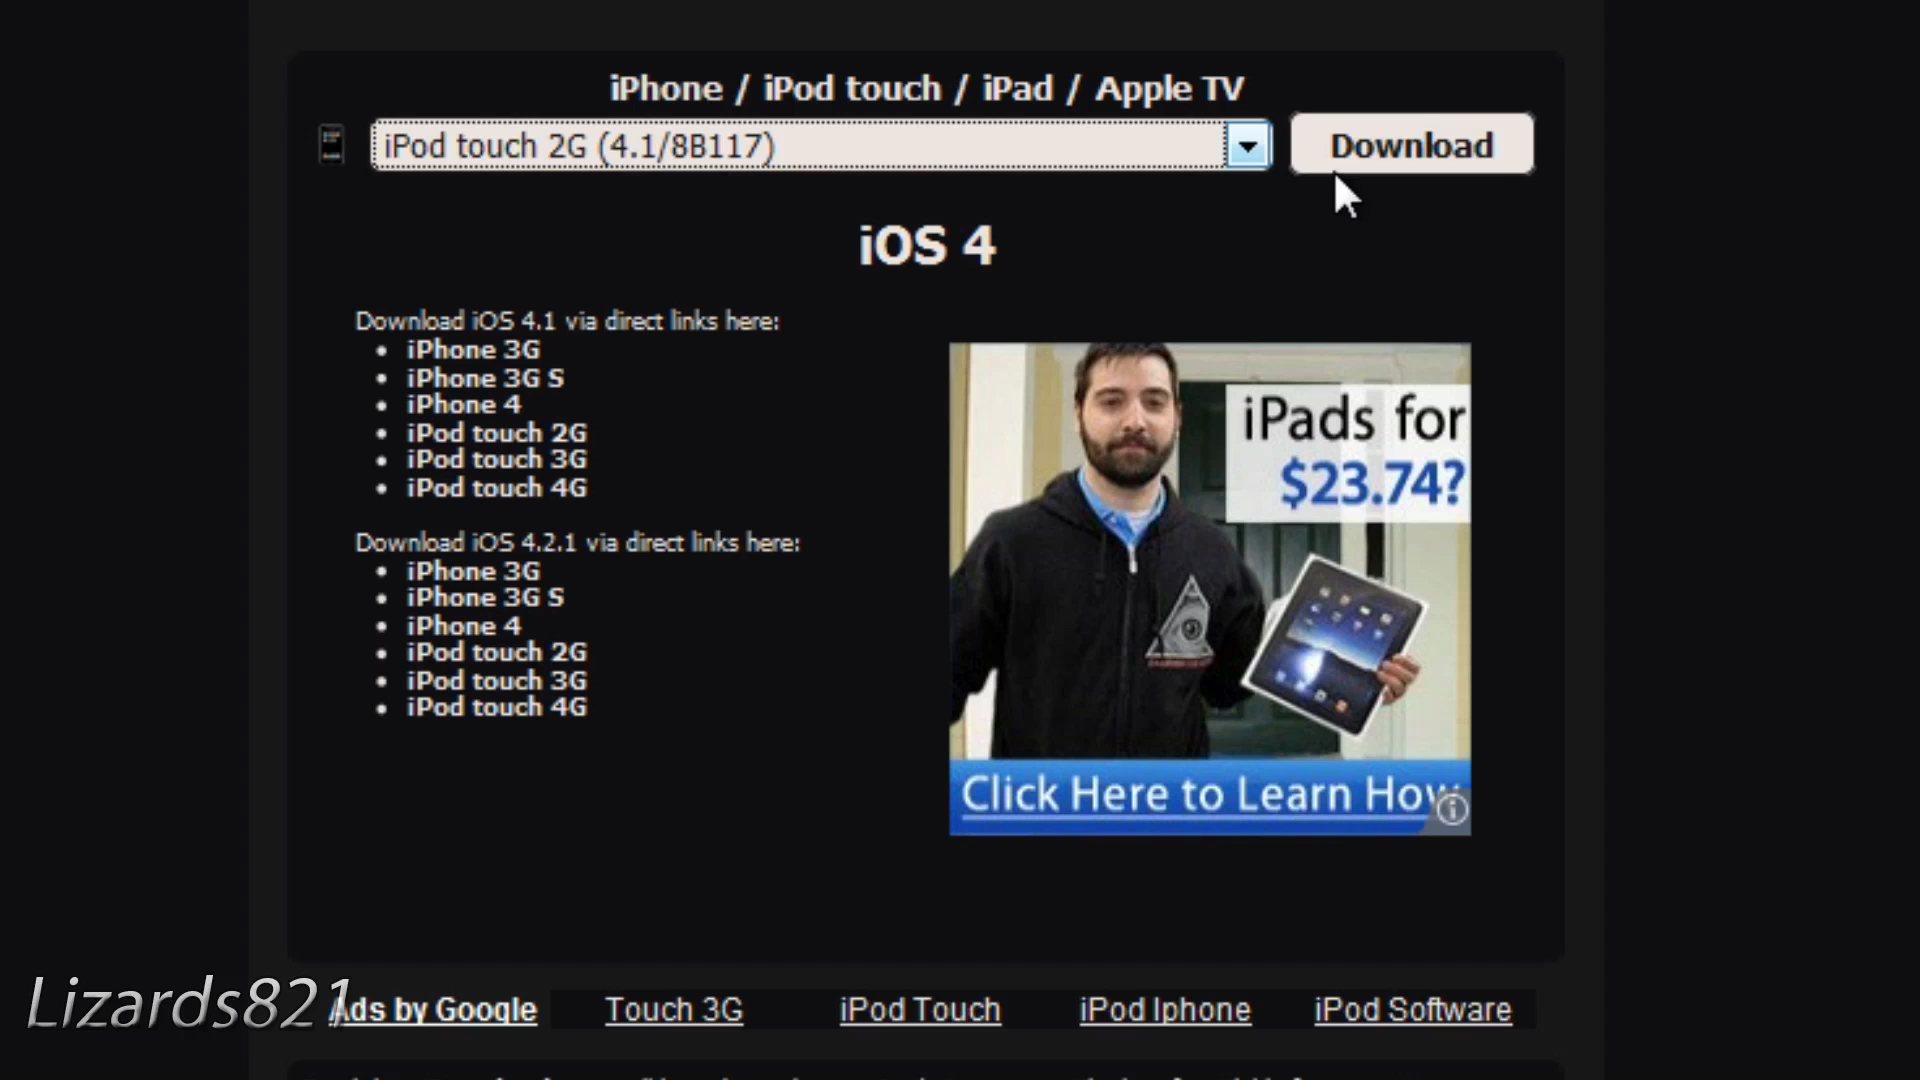 iPhone / iPod touch / iPad / Apple TV
iPod touch 2G (4.1/8B117)
Download
iOS 4
Download iOS 4.1 via direct links here:
• iPhone 3G
• iPhone 3G S
• iPhone 4
• iPod touch 2G
• iPod touch 3G
• iPod touch 4G
Download iOS 4.2.1 via direct links here:
• iPhone 3G
• iPhone 3G S
• iPhone 4
• iPod touch 2G
• iPod touch 3G
• iPod touch 4G
iPads for
$23.74?
Click Here to Learn How
Lizards821
Ads by Google
Touch 3G
iPod Touch
iPod Iphone
iPod Software